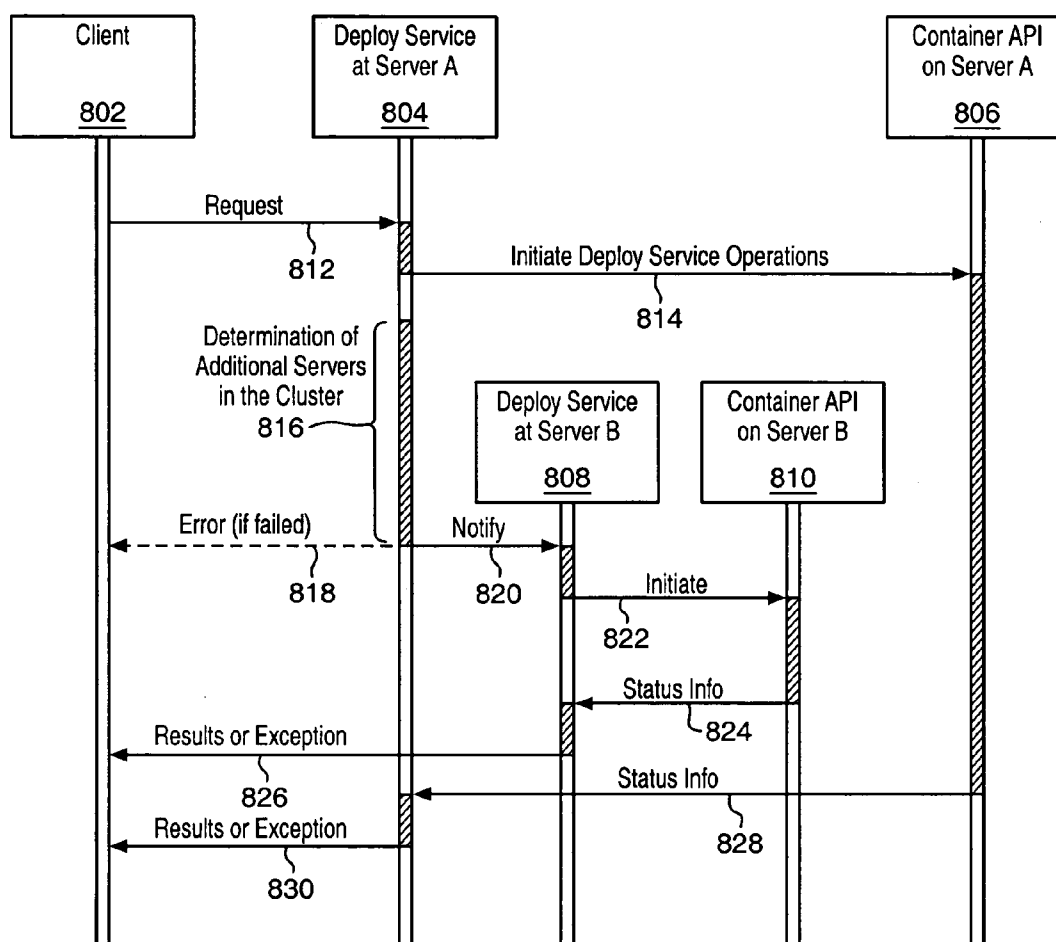 Client
802
Deploy Service
at Server A
804
Container API
on Server A
806
Request
812
Initiate Deploy Service Operations
814
Determination of
Additional Servers
in the Cluster
816
Deploy Service
at Server B
808
Container API
on Server B
810
Error (if failed)
818
Notify
820
Initiate
822
Status Info
824
Results or Exception
826
Status Info
828
Results or Exception
830